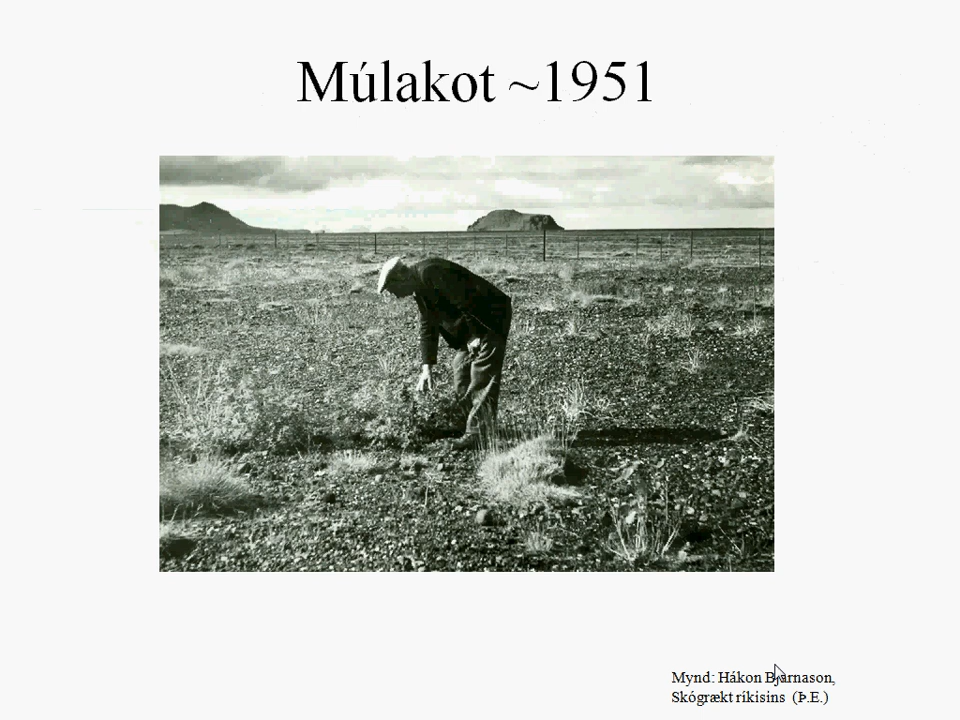 Múlakot ~1951
Mynd: Hákon Bjarnason,
Skógrækt ríkisins (Þ.E.)